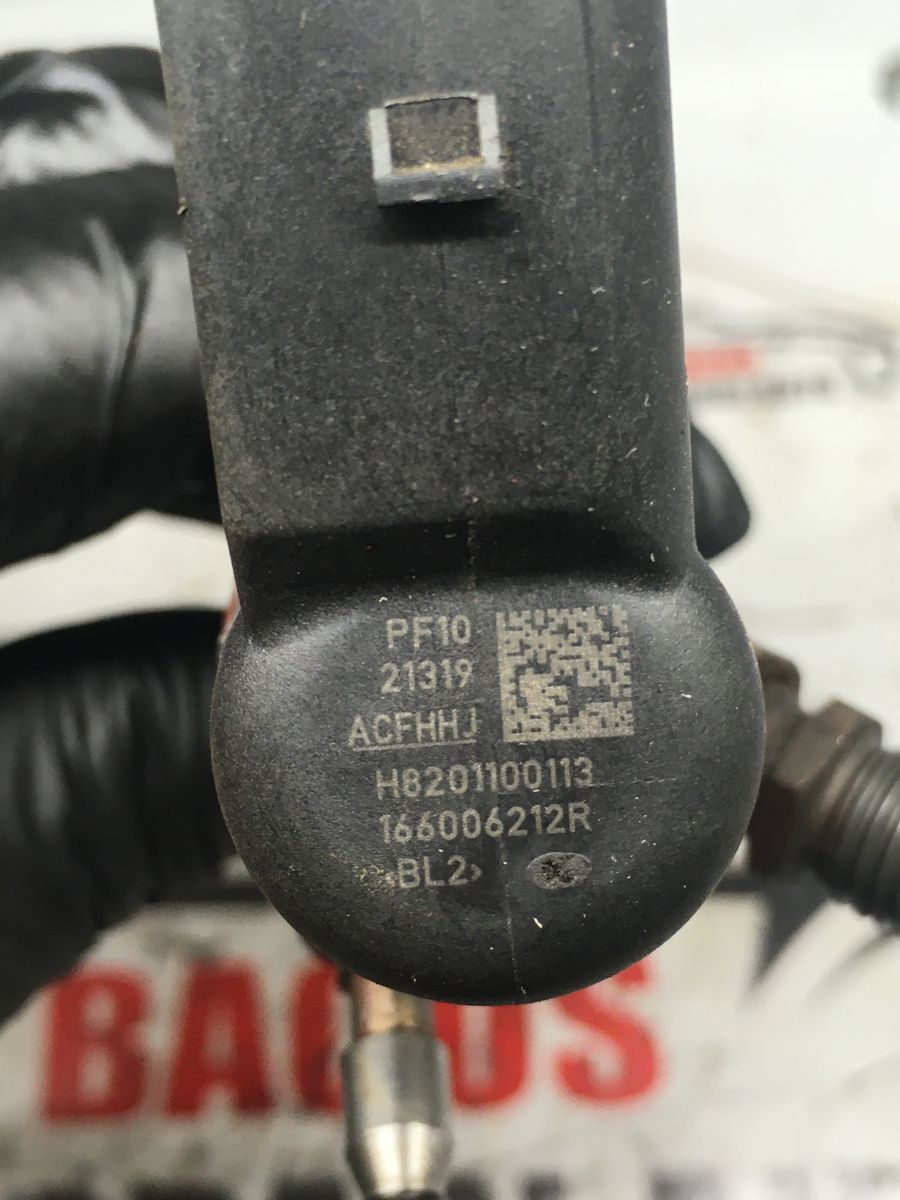 PF10
21319
ACFHHJ
H8201100113
166006212R
<BL2>